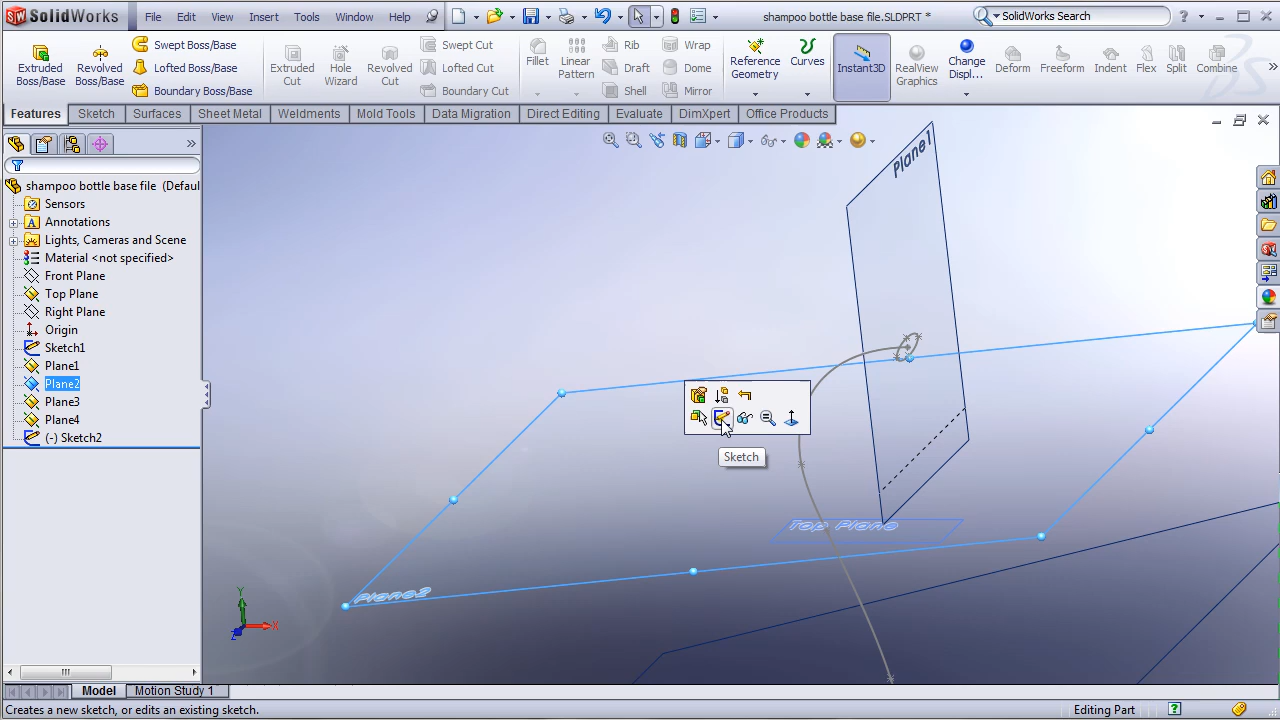 SolidWorks
File Edit View Insert Tools Window Help
shampoo bottle base file.SLDPRT *
SolidWorks Search
Extruded Boss/Base
Revolved Boss/Base
Swept Boss/Base
Lofted Boss/Base
Boundary Boss/Base
Extruded Cut
Hole Wizard
Revolved Cut
Swept Cut
Lofted Cut
Boundary Cut
Fillet
Linear Pattern
Rib
Draft
Shell
Wrap
Dome
Mirror
Reference Geometry
Curves
Instant3D
RealView Graphics
Change Displ...
Deform
Freeform
Indent
Flex
Split
Combine
Features Sketch Surfaces Sheet Metal Weldments Mold Tools Data Migration Direct Editing Evaluate DimXpert Office Products
shampoo bottle base file (Defaul
Sensors
Annotations
Lights, Cameras and Scene
Material <not specified>
Front Plane
Top Plane
Right Plane
Origin
Sketch1
Plane1
Plane2
Plane3
Plane4
(-) Sketch2
Plane1
Sketch
Top Plane
Plane2
Y
X
Z
Model Motion Study 1
Creates a new sketch, or edits an existing sketch.
Editing Part